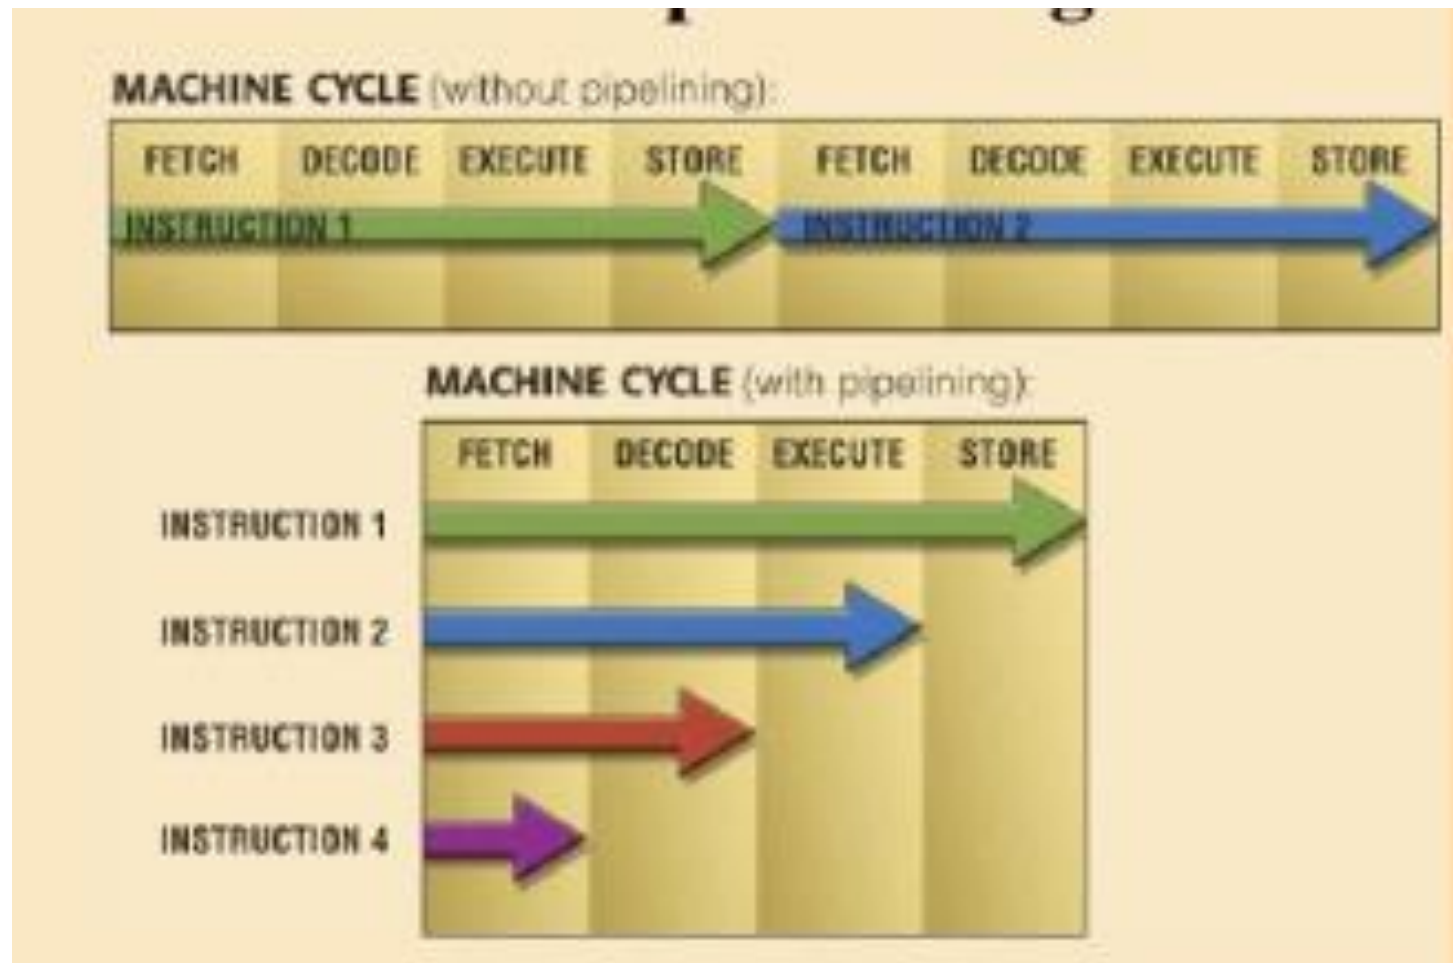 MACHINE CYCLE (without pipelining):
FETCH DECODE EXECUTE STORE FETCH DECODE EXECUTE STORE
INSTRUCTION 1 INSTRUCTION 2
MACHINE CYCLE (with pipelining):
FETCH DECODE EXECUTE STORE
INSTRUCTION 1
INSTRUCTION 2
INSTRUCTION 3
INSTRUCTION 4